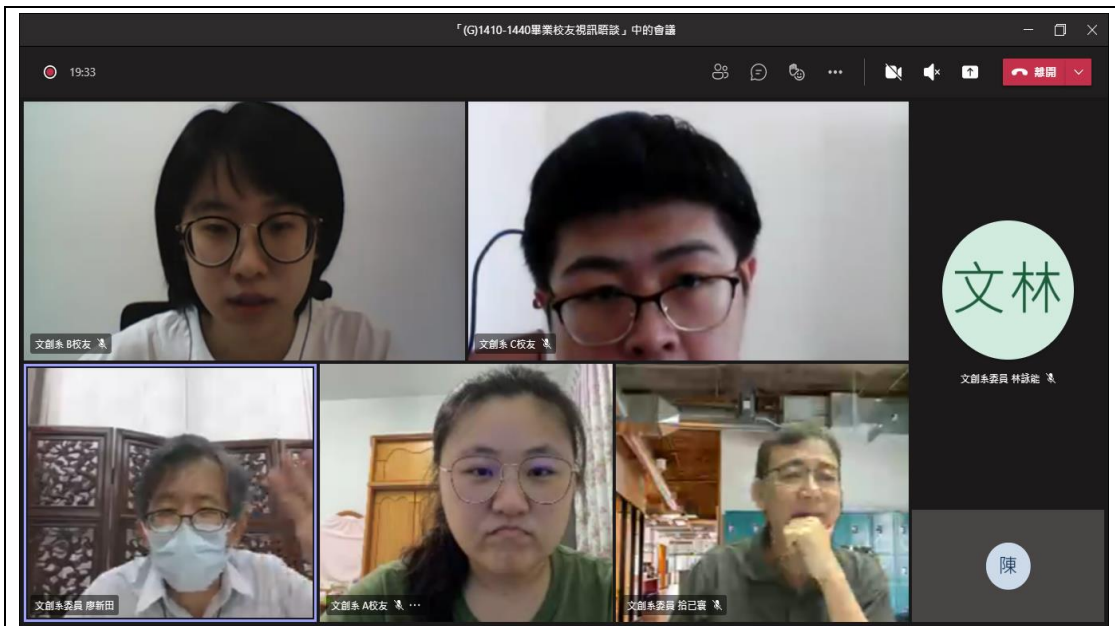 「(G)1410-1440畢業校友視訊晤談」中的會議
19:33
離開
文創系 B校友
文創系 C校友
文林
文創系委員 林詠能
文創系委員 廖新田
文創系 A校友
文創系委員 拾已寰
陳